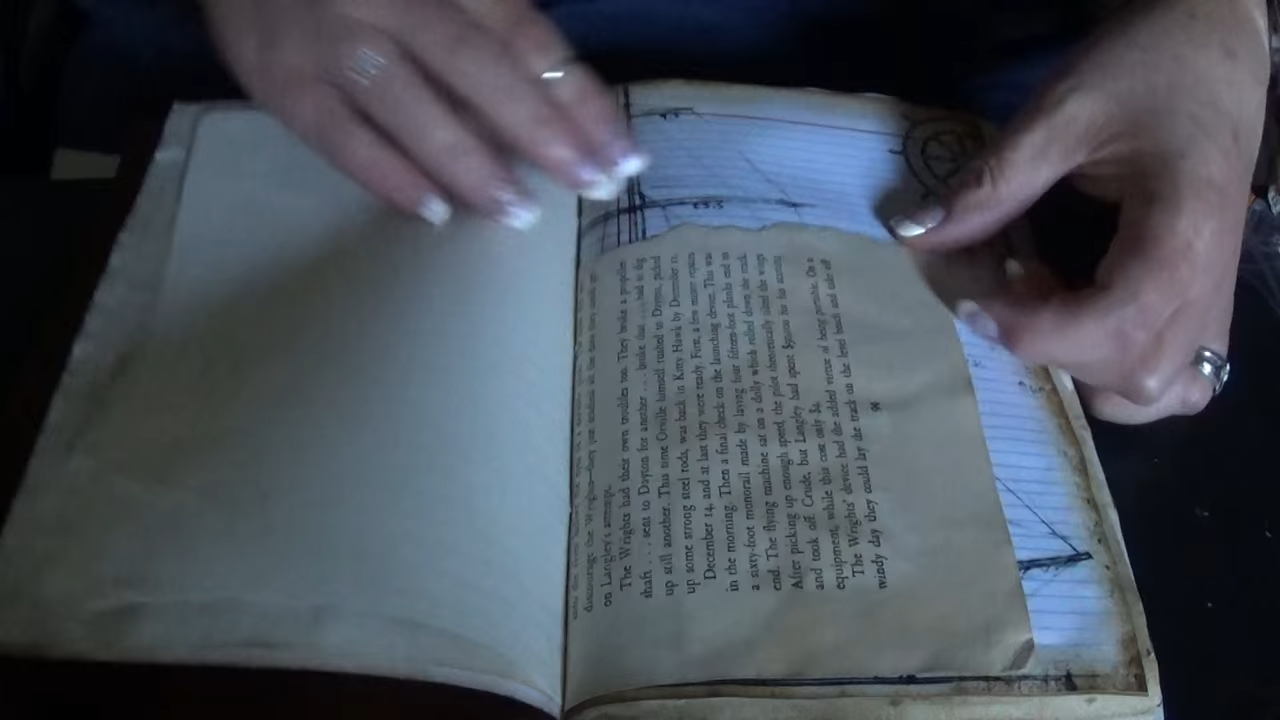 discourage the Wrights—they just
on Langley's attempt.
The Wrights had their own troubles too. They broke a propeller
shaft . . . sent to Dayton for another . . . broke that . . . had to dig
up still another. This time Orville himself rushed to Dayton, picked
up some strong steel rods, was back in Kitty Hawk by December 11.
December 14, and at last they were ready. First, a few minor repairs
in the morning. Then a final check on the launching device. This was
a sixty-foot monorail made by laying four fifteen-foot planks end to
end. The flying machine sat on a dolly which rolled down the track.
After picking up enough speed, the pilot theoretically tilted the wings
and took off. Crude, but Langley had spent for his
equipment, while this cost only $4.
The Wrights' device had the added virtue of being portable. On a
windy day they could lay the track on the level beach and take off
94